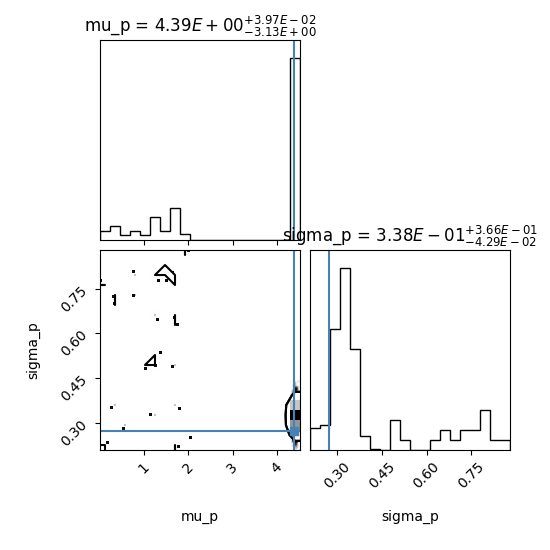 mu_p = 4.39E+00+3.97E−02 −3.13E+00
sigma_p = 3.38E−01+3.66E−01 −4.29E−02
0.75
0.60
0.45
0.30
sigma_p
1 2 3 4
0.30 0.45 0.60 0.75
mu_p
sigma_p